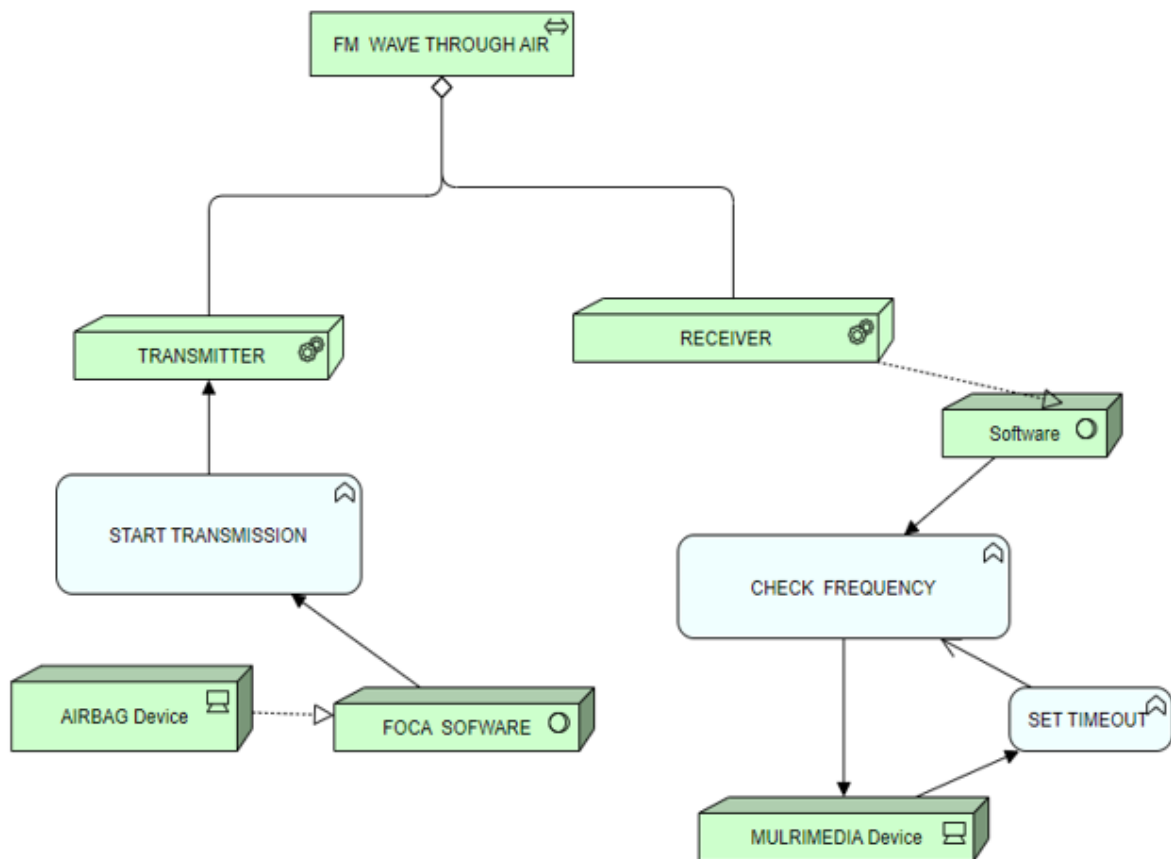 FM WAVE THROUGH AIR
TRANSMITTER
RECEIVER
Software
START TRANSMISSION
CHECK FREQUENCY
AIRBAG Device
FOCA SOFWARE
SET TIMEOUT
MULRIMEDIA Device